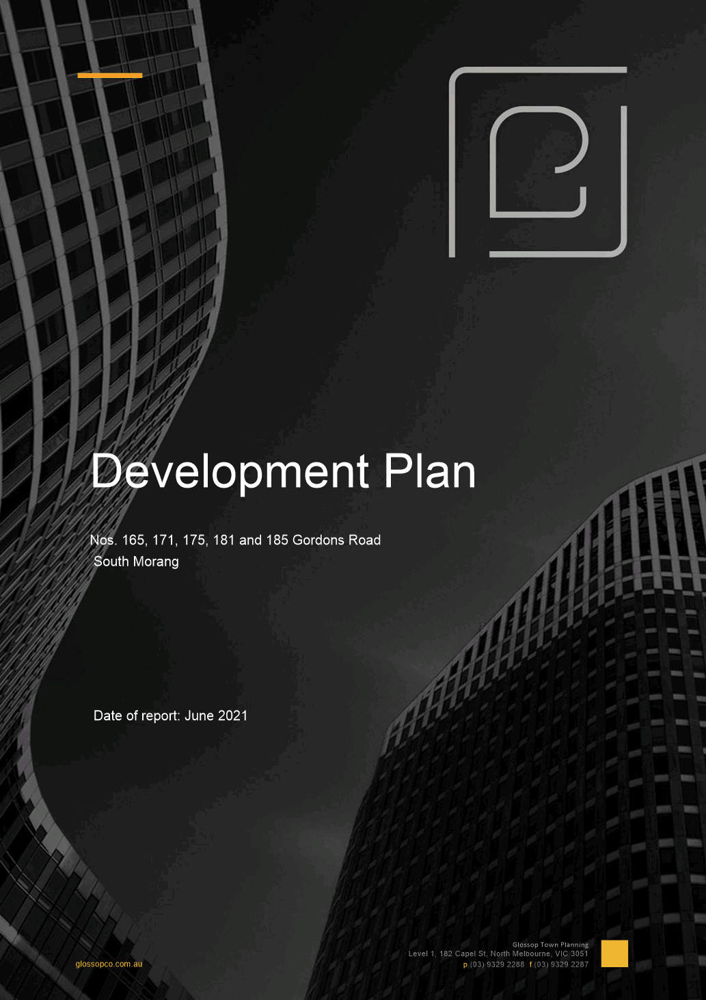 Development Plan
Nos. 165, 171, 175, 181 and 185 Gordons Road
South Morang
Date of report: June 2021
Glossop Town Planning
Level 1, 182 Capel St, North Melbourne, VIC 3051
p.(03) 9329 2288 f.(03) 9329 2287
glossopco.com.au